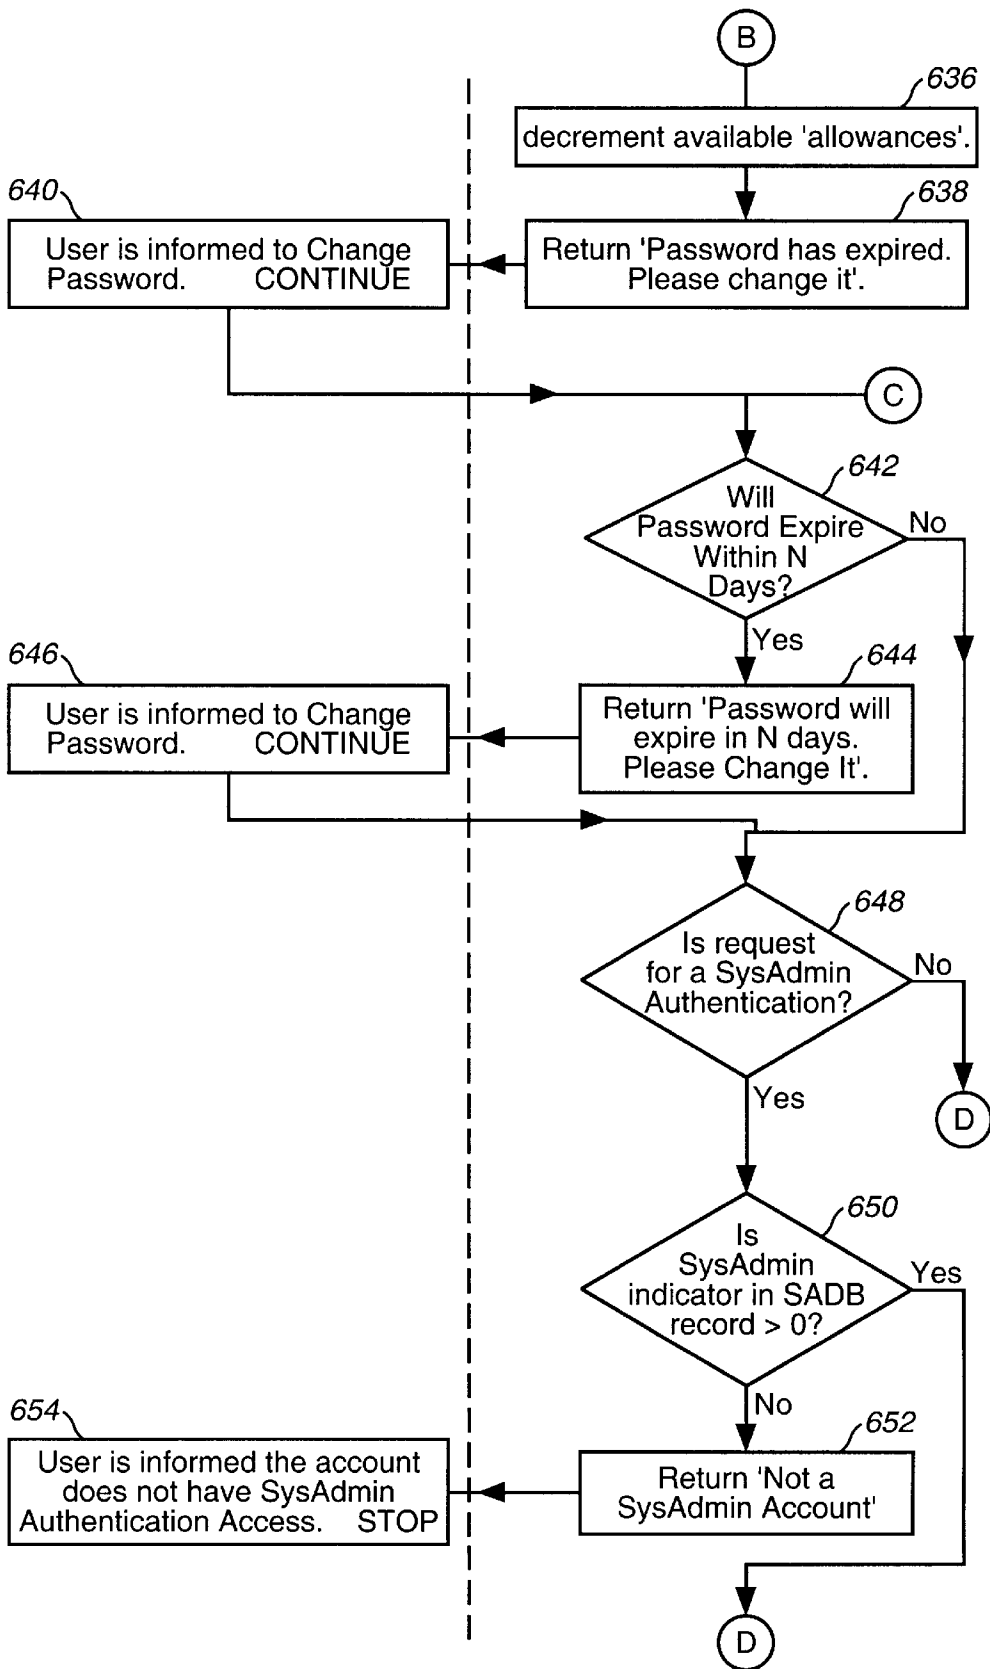 B
636
decrement available 'allowances'.
640
638
User is informed to Change
Password. CONTINUE
Return 'Password has expired.
Please change it'.
C
642
Will
Password Expire
Within N
Days?
No
Yes
646
644
User is informed to Change
Password. CONTINUE
Return 'Password will
expire in N days.
Please Change It'.
648
Is request
for a SysAdmin
Authentication?
No
Yes
D
650
Is
SysAdmin
indicator in SADB
record > 0?
Yes
No
654
652
User is informed the account
does not have SysAdmin
Authentication Access. STOP
Return 'Not a
SysAdmin Account'
D